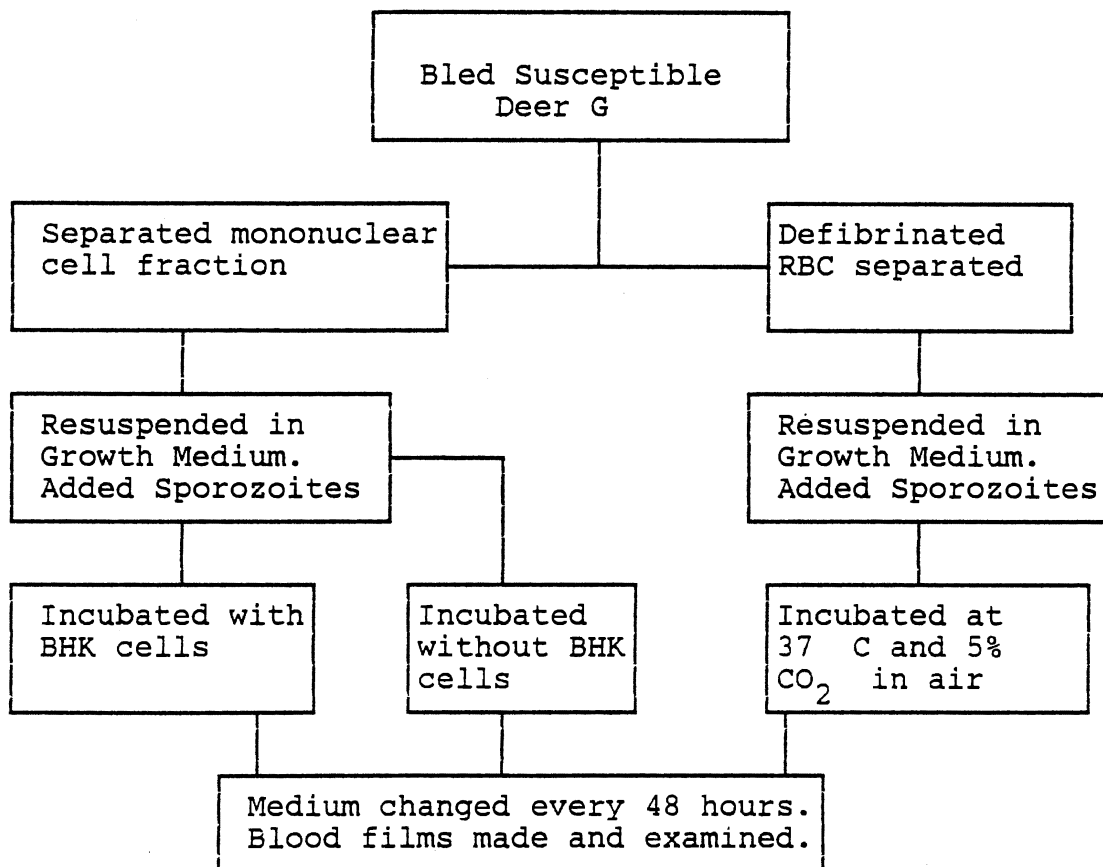 Bled Susceptible
Deer G
Separated mononuclear
cell fraction
Defibrinated
RBC separated
Resuspended in
Growth Medium.
Added Sporozoites
Resuspended in
Growth Medium.
Added Sporozoites
Incubated with
BHK cells
Incubated
without BHK
cells
Incubated at
37 C and 5%
CO2 in air
Medium changed every 48 hours.
Blood films made and examined.